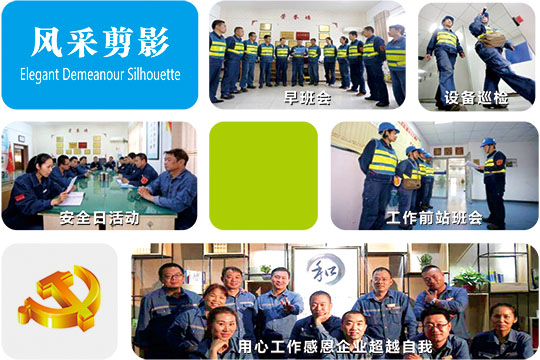 风采剪影
Elegant Demeanour Silhouette
早班会
设备巡检
安全日活动
工作前站班会
和
用心工作感恩企业超越自我